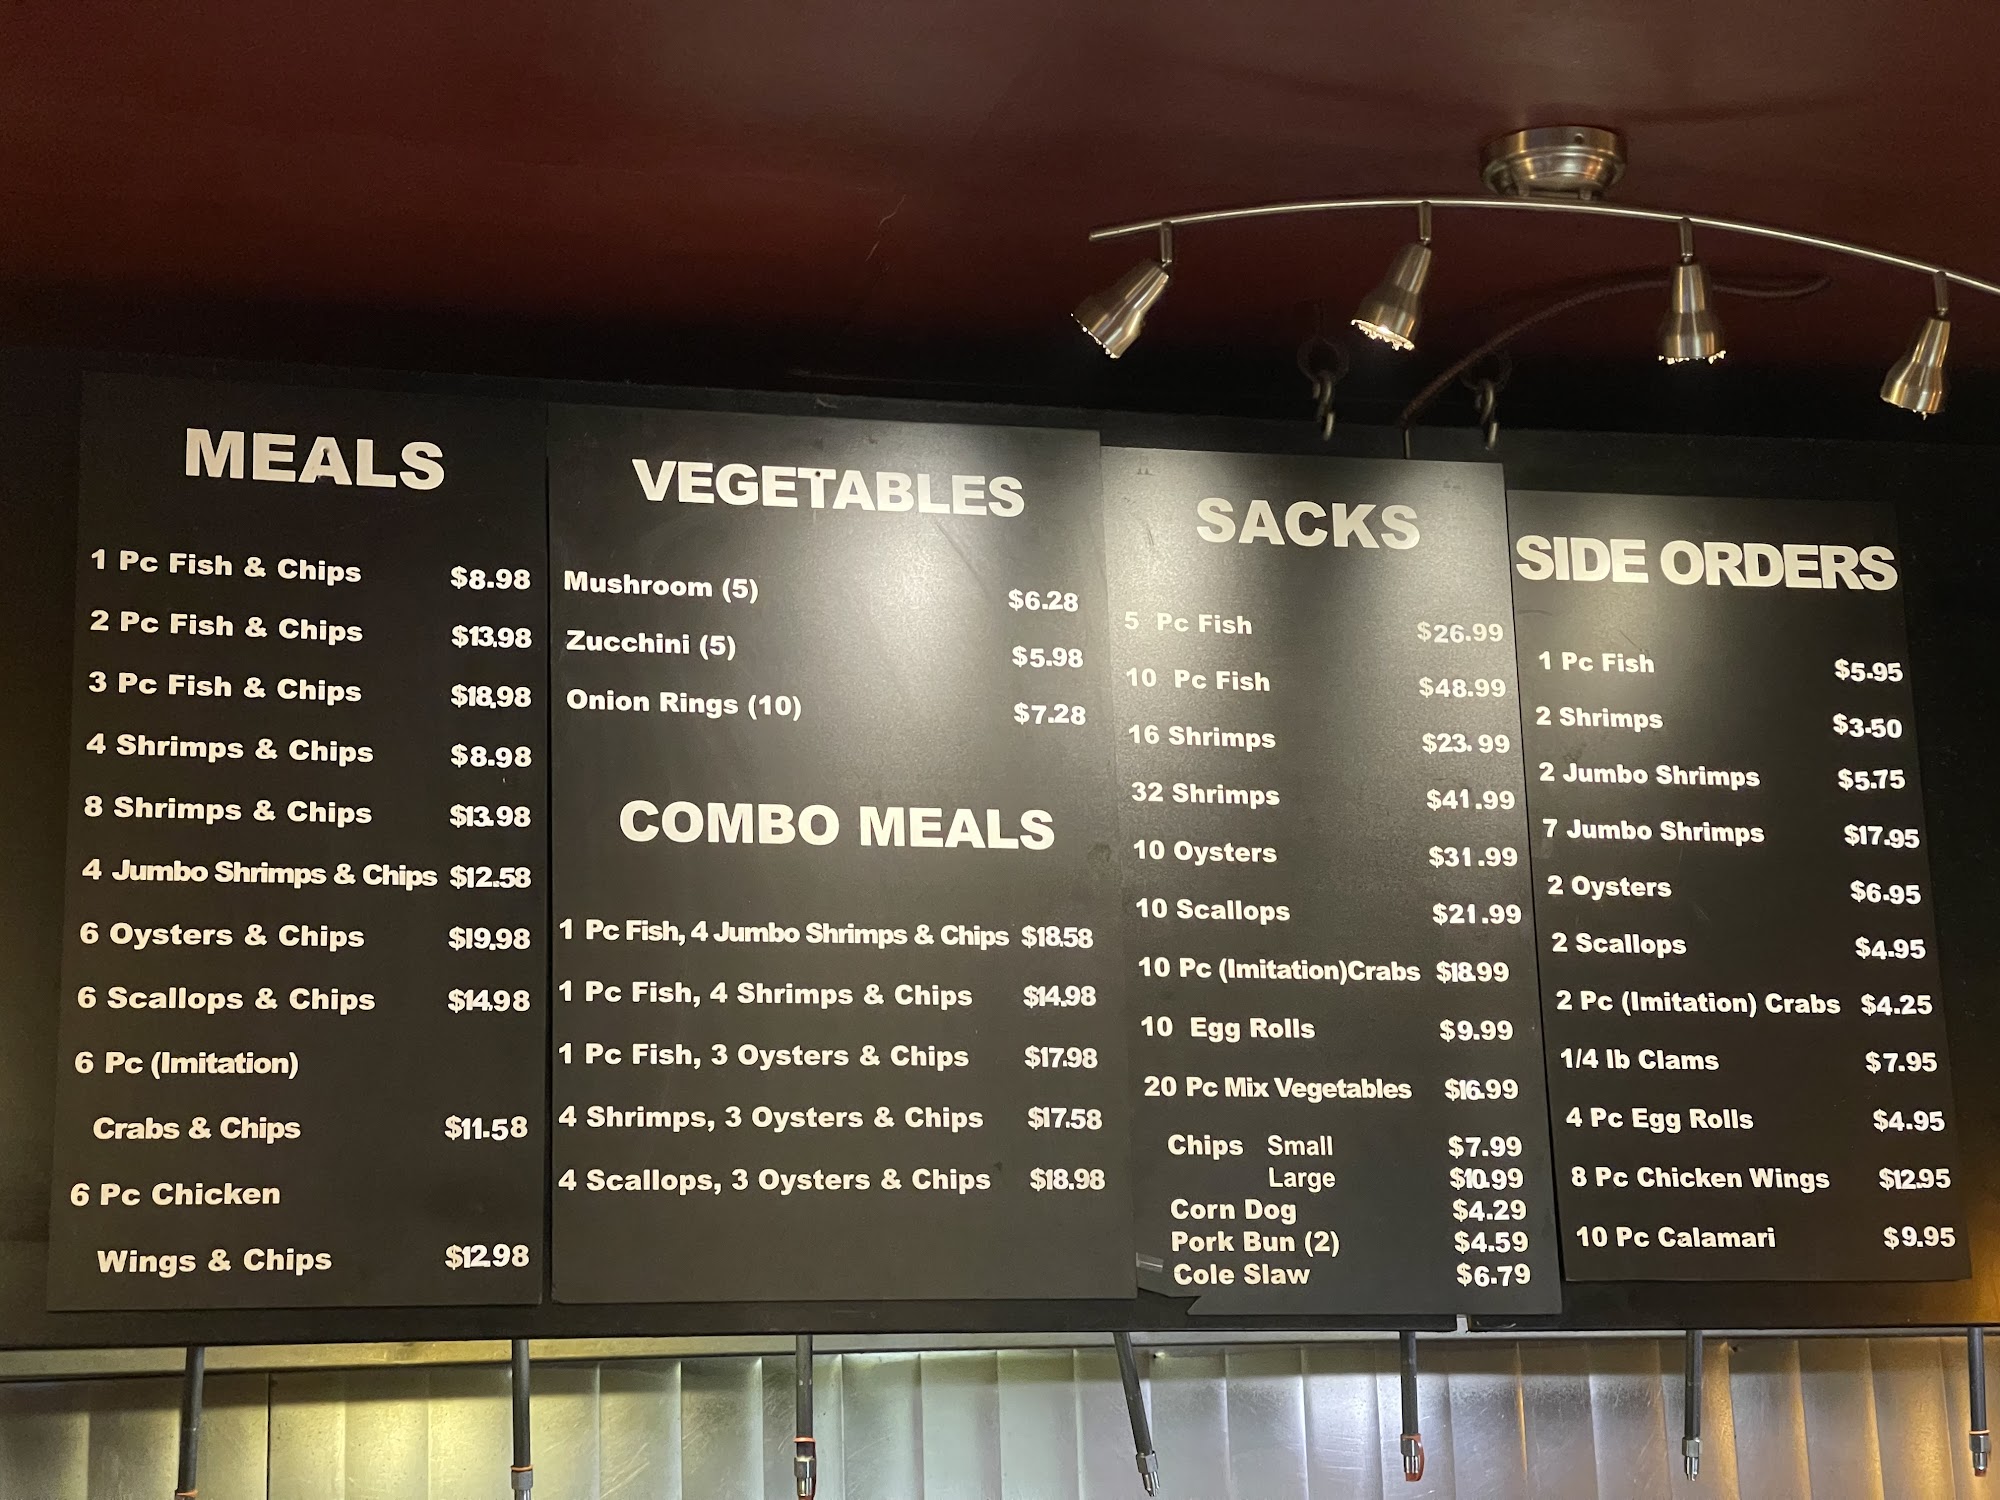 MEALS
1 Pc Fish & Chips $8.98
2 Pc Fish & Chips $13.98
3 Pc Fish & Chips $18.98
4 Shrimps & Chips $8.98
8 Shrimps & Chips $13.98
4 Jumbo Shrimps & Chips $12.58
6 Oysters & Chips $19.98
6 Scallops & Chips $14.98
6 Pc (Imitation)
Crabs & Chips $11.58
6 Pc Chicken
Wings & Chips $12.98
VEGETABLES
Mushroom (5) $6.28
Zucchini (5) $5.98
Onion Rings (10) $7.28
COMBO MEALS
1 Pc Fish, 4 Jumbo Shrimps & Chips $18.58
1 Pc Fish, 4 Shrimps & Chips $14.98
1 Pc Fish, 3 Oysters & Chips $17.98
4 Shrimps, 3 Oysters & Chips $17.58
4 Scallops, 3 Oysters & Chips $18.98
SACKS
5 Pc Fish $26.99
10 Pc Fish $48.99
16 Shrimps $23.99
32 Shrimps $41.99
10 Oysters $31.99
10 Scallops $21.99
10 Pc (Imitation)Crabs $18.99
10 Egg Rolls $9.99
20 Pc Mix Vegetables $16.99
Chips Small $7.99
Large $10.99
Corn Dog $4.29
Pork Bun (2) $4.59
Cole Slaw $6.79
SIDE ORDERS
1 Pc Fish $5.95
2 Shrimps $3.50
2 Jumbo Shrimps $5.75
7 Jumbo Shrimps $17.95
2 Oysters $6.95
2 Scallops $4.95
2 Pc (Imitation) Crabs $4.25
1/4 lb Clams $7.95
4 Pc Egg Rolls $4.95
8 Pc Chicken Wings $12.95
10 Pc Calamari $9.95